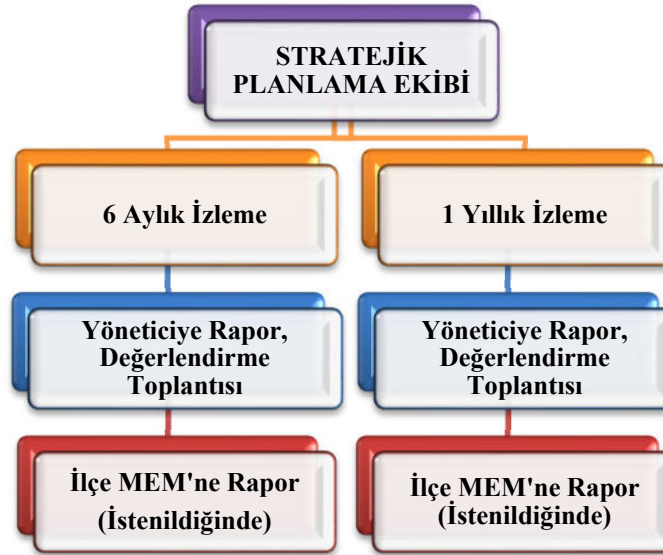 STRATEJİK
PLANLAMA EKİBİ
6 Aylık İzleme
1 Yıllık İzleme
Yöneticiye Rapor,
Değerlendirme
Toplantısı
Yöneticiye Rapor,
Değerlendirme
Toplantısı
İlçe MEM'ne Rapor
(İstenildiğinde)
İlçe MEM'ne Rapor
(İstenildiğinde)